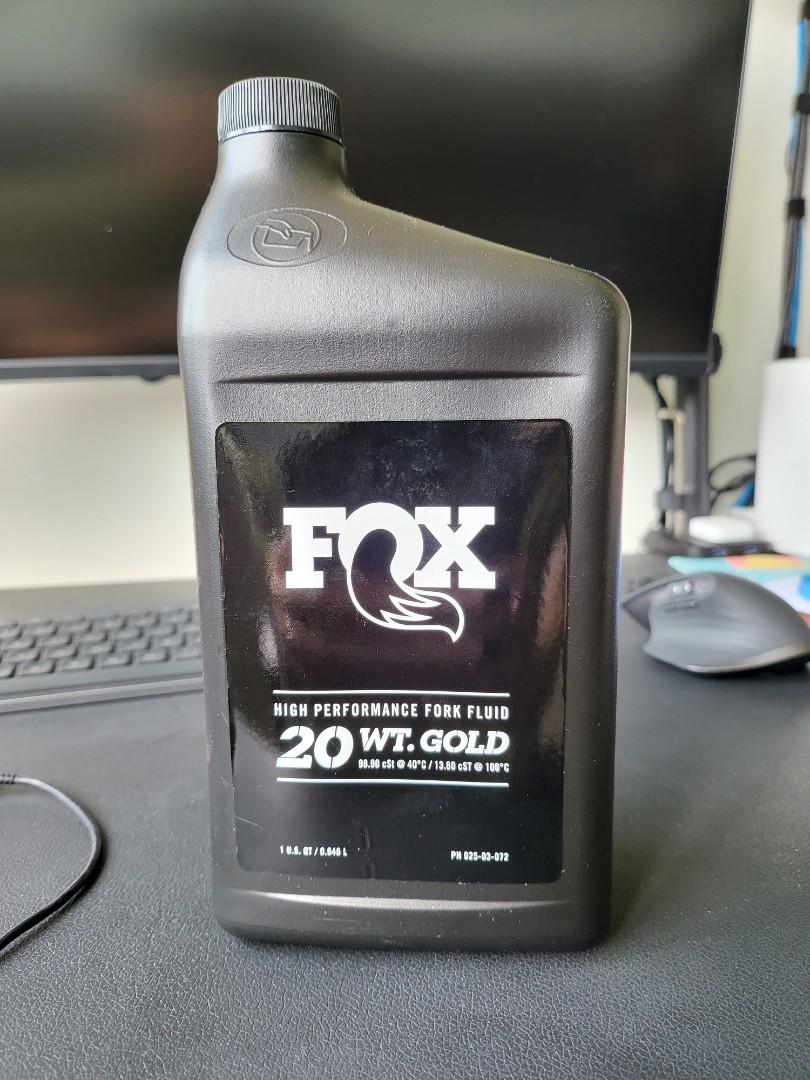 FOX
HIGH PERFORMANCE FORK FLUID
20 WT. GOLD
98.90 cSt @ 40°C / 13.60 cST @ 100°C
1 U.S. QT / 0.946 L
PN 025-03-072